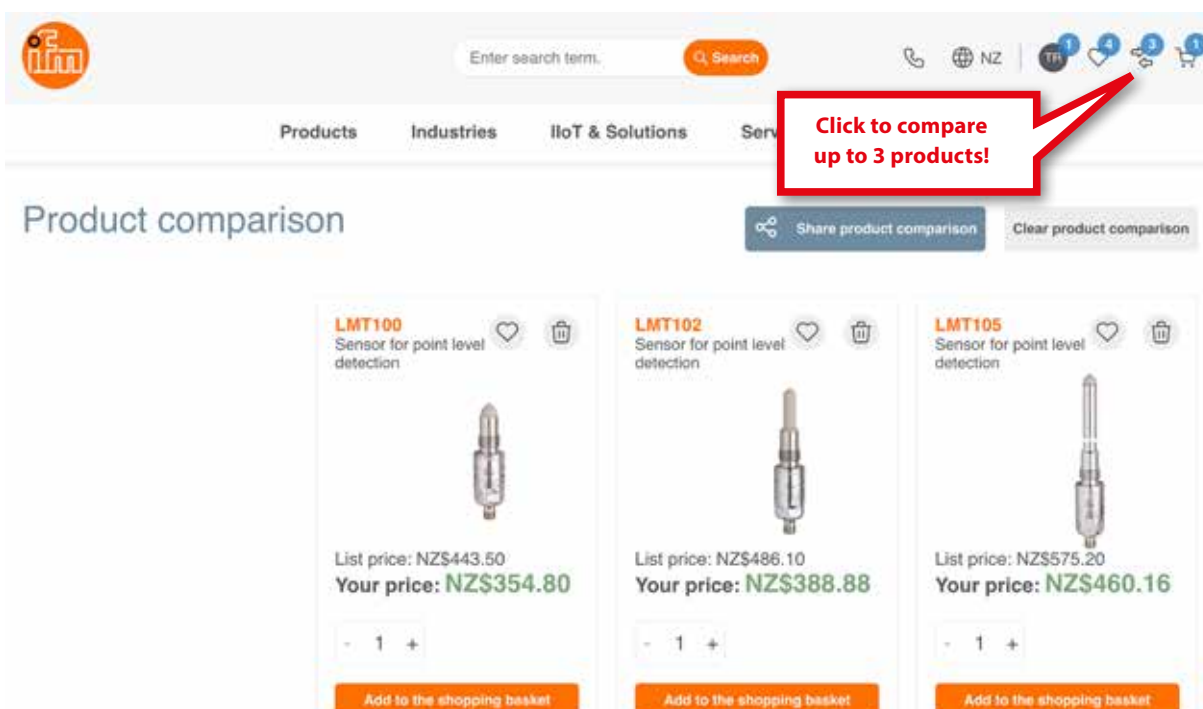 ifm
Enter search term.
Search
NZ
TR
1
4
3
1
Products
Industries
IIoT & Solutions
Click to compare
up to 3 products!
Product comparison
Share product comparison
Clear product comparison
LMT100
Sensor for point level
detection
List price: NZ$443.50
Your price: NZ$354.80
- 1 +
Add to the shopping basket
LMT102
Sensor for point level
detection
List price: NZ$486.10
Your price: NZ$388.88
- 1 +
Add to the shopping basket
LMT105
Sensor for point level
detection
List price: NZ$575.20
Your price: NZ$460.16
- 1 +
Add to the shopping basket